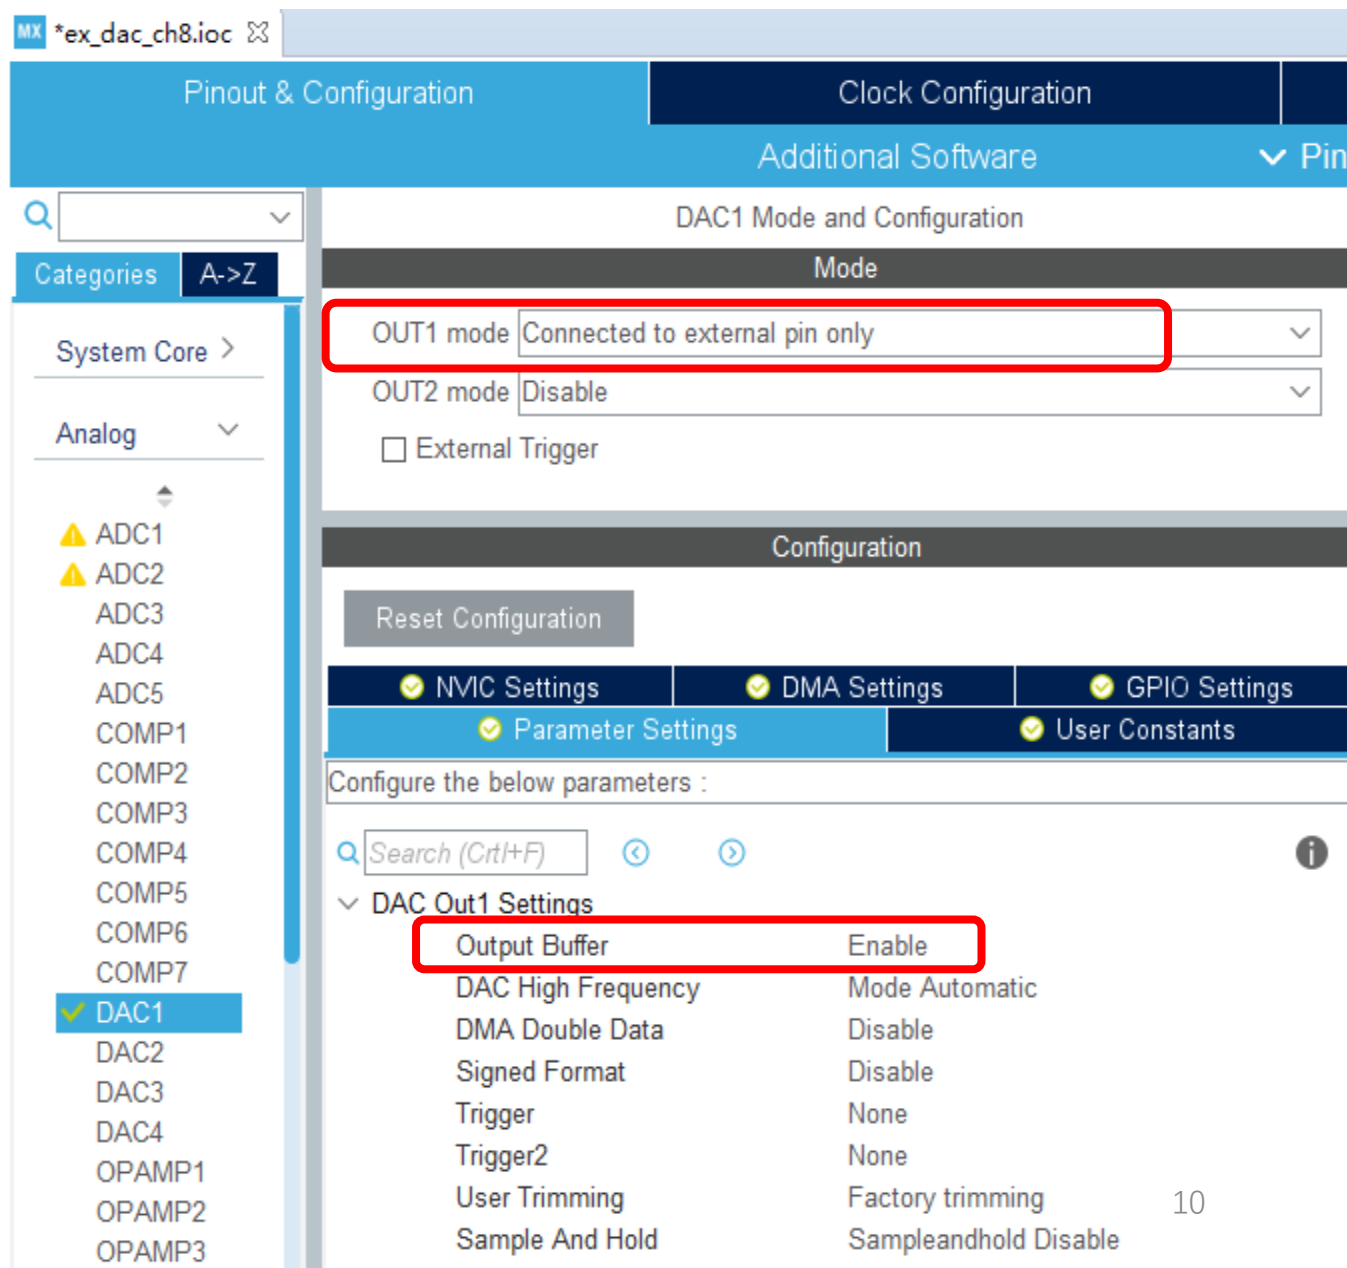 MX *ex_dac_ch8.ioc
Pinout & Configuration
Clock Configuration
Additional Software
Pin
DAC1 Mode and Configuration
Categories
A->Z
Mode
System Core
OUT1 mode Connected to external pin only
OUT2 mode Disable
Analog
External Trigger
ADC1
ADC2
ADC3
ADC4
ADC5
COMP1
COMP2
COMP3
COMP4
COMP5
COMP6
COMP7
DAC1
DAC2
DAC3
DAC4
OPAMP1
OPAMP2
OPAMP3
Configuration
Reset Configuration
NVIC Settings
DMA Settings
GPIO Settings
Parameter Settings
User Constants
Configure the below parameters :
Search (Crtl+F)
DAC Out1 Settings
Output Buffer Enable
DAC High Frequency Mode Automatic
DMA Double Data Disable
Signed Format Disable
Trigger None
Trigger2 None
User Trimming Factory trimming
Sample And Hold Sampleandhold Disable
10